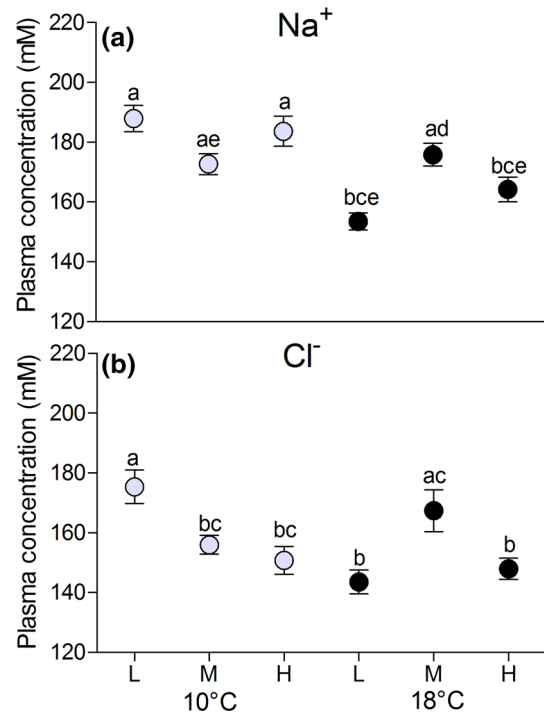 Na⁺
(a)
Plasma concentration (mM)
220
200
180
160
140
120
a
ae
a
bce
ad
bce
Cl⁻
(b)
Plasma concentration (mM)
220
200
180
160
140
120
a
bc
bc
b
ac
b
L M H L M H
10°C 18°C